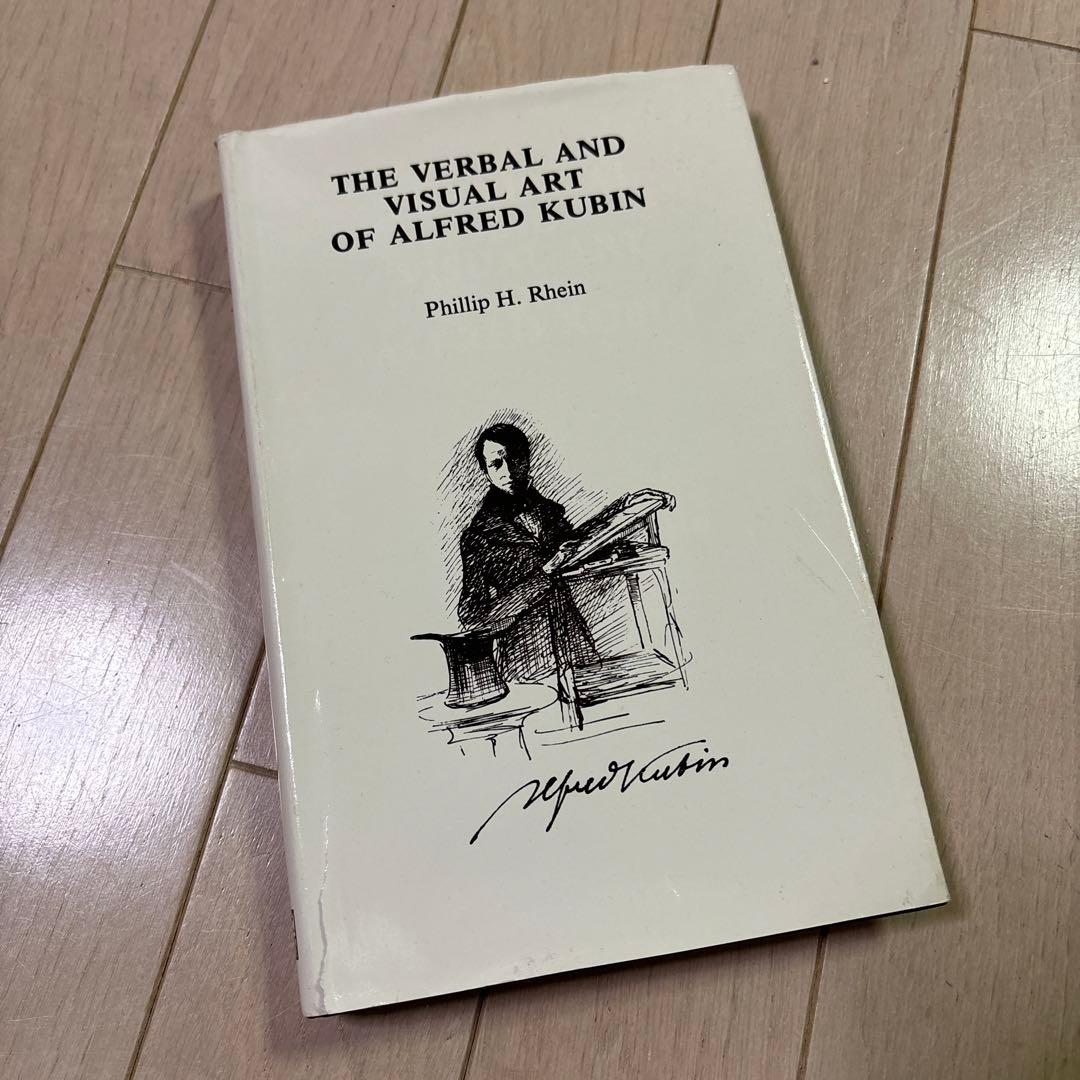 THE VERBAL AND
VISUAL ART
OF ALFRED KUBIN
Phillip H. Rhein
Alfred Kubin